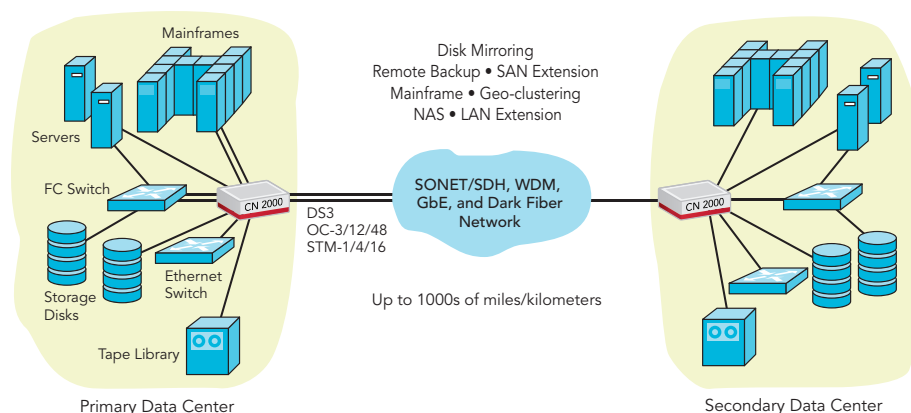 Mainframes
Disk Mirroring
Remote Backup • SAN Extension
Mainframe • Geo-clustering
NAS • LAN Extension
Servers
FC Switch
CN 2000
DS3
OC-3/12/48
STM-1/4/16
SONET/SDH, WDM,
GbE, and Dark Fiber
Network
CN 2000
Ethernet
Switch
Storage
Disks
Up to 1000s of miles/kilometers
Tape Library
Primary Data Center
Secondary Data Center